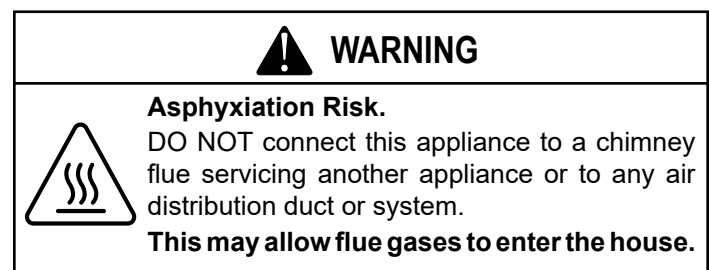 WARNING
Asphyxiation Risk.
DO NOT connect this appliance to a chimney
flue servicing another appliance or to any air
distribution duct or system.
This may allow flue gases to enter the house.